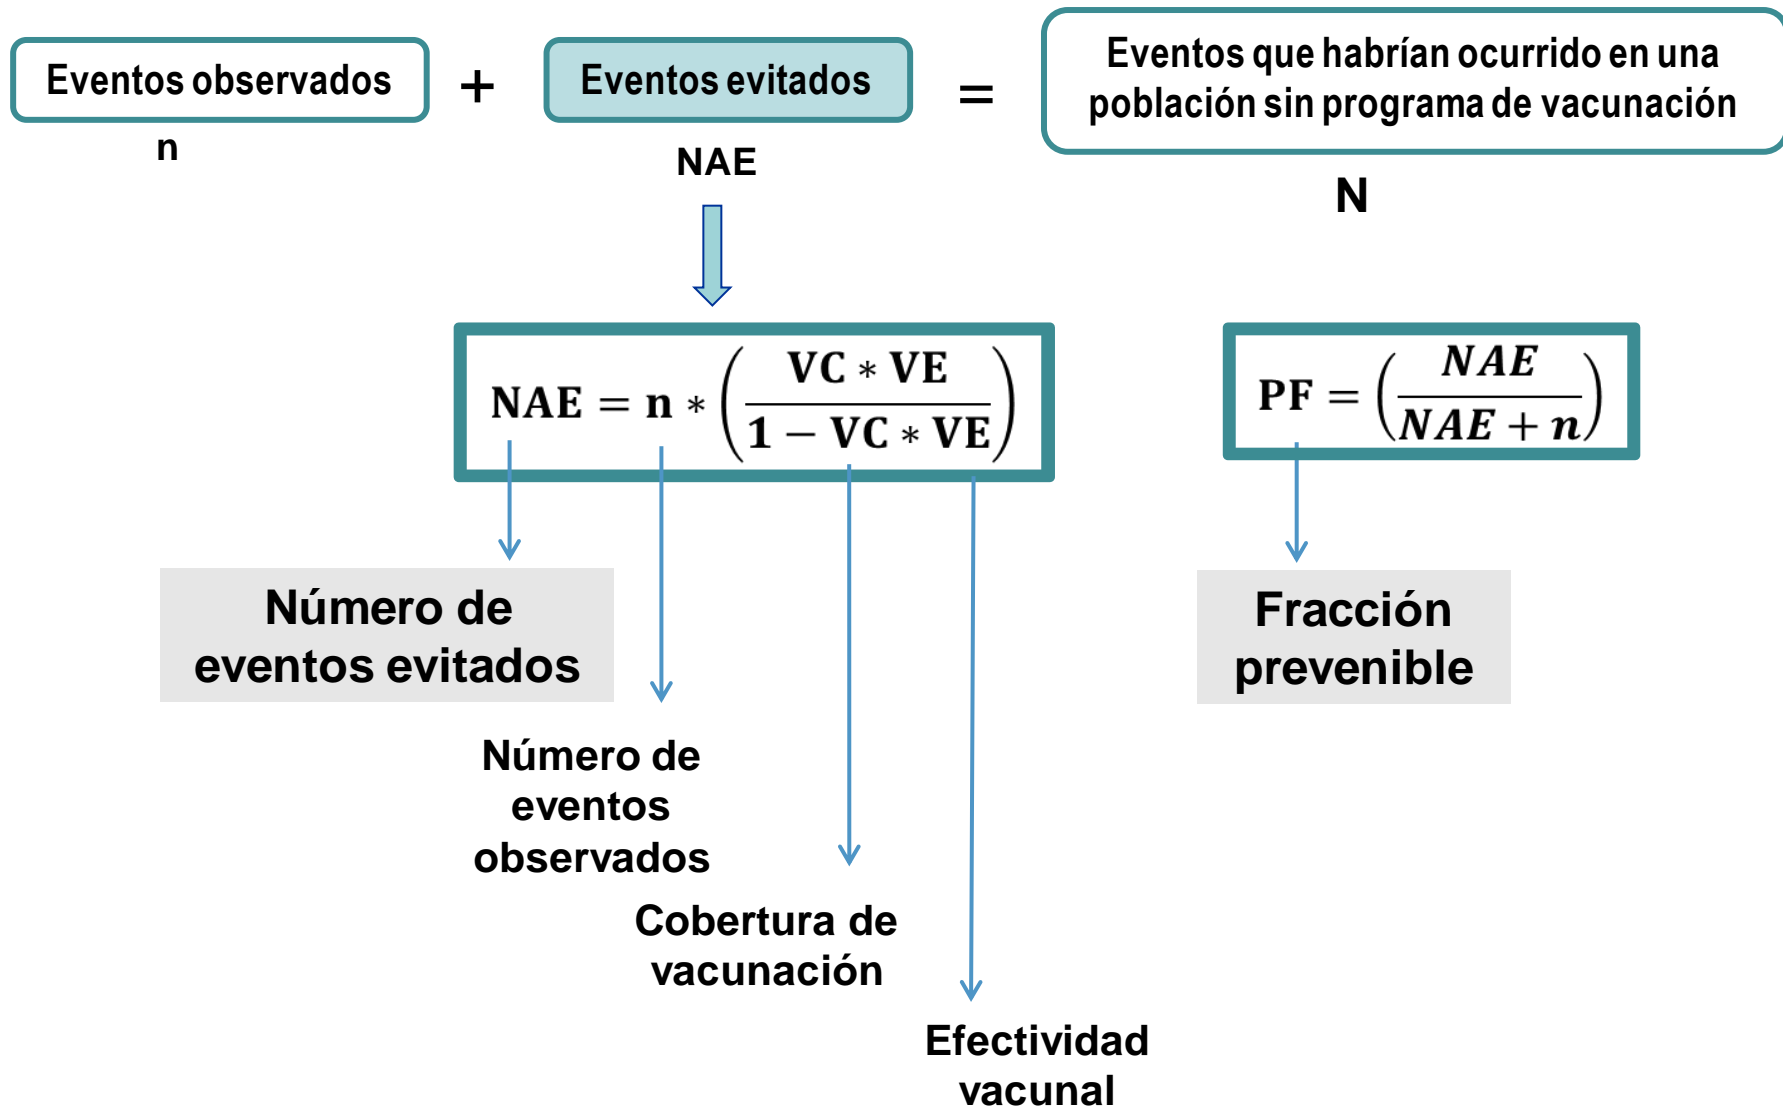 Eventos observados
+
Eventos evitados
=
Eventos que habrían ocurrido en una
población sin programa de vacunación
n
NAE
N
NAE = n * (VC * VE / 1 − VC * VE)
PF = (NAE / NAE + n)
Número de
eventos evitados
Fracción
prevenible
Número de
eventos
observados
Cobertura de
vacunación
Efectividad
vacunal